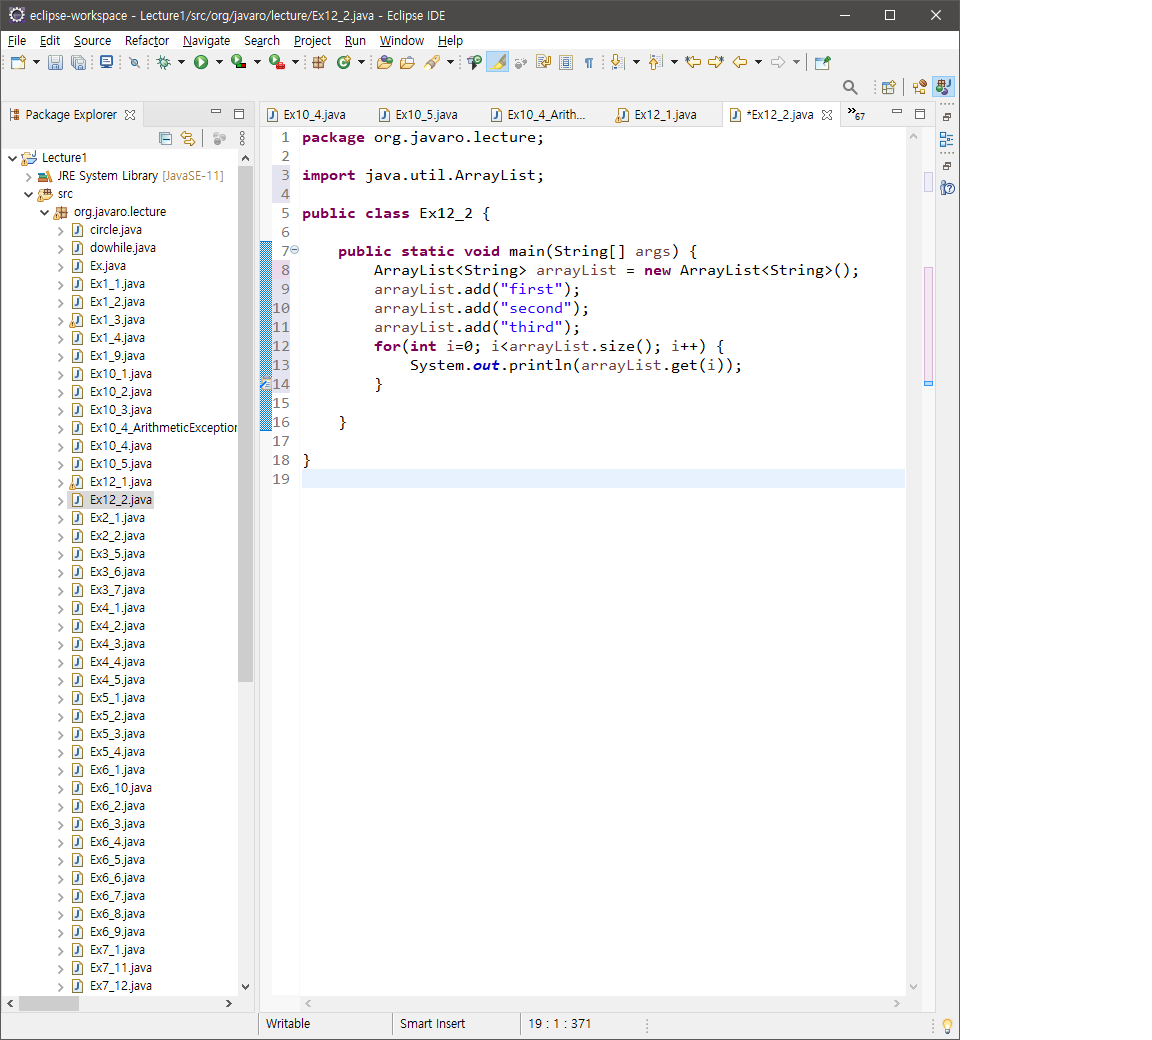 eclipse-workspace - Lecture1/src/org/javaro/lecture/Ex12_2.java - Eclipse IDE
File Edit Source Refactor Navigate Search Project Run Window Help
Package Explorer
Lecture1
JRE System Library [JavaSE-11]
src
org.javaro.lecture
circle.java
dowhile.java
Ex.java
Ex1_1.java
Ex1_2.java
Ex1_3.java
Ex1_4.java
Ex1_9.java
Ex10_1.java
Ex10_2.java
Ex10_3.java
Ex10_4_ArithmeticException
Ex10_4.java
Ex10_5.java
Ex12_1.java
Ex12_2.java
Ex2_1.java
Ex2_2.java
Ex3_5.java
Ex3_6.java
Ex3_7.java
Ex4_1.java
Ex4_2.java
Ex4_3.java
Ex4_4.java
Ex4_5.java
Ex5_1.java
Ex5_2.java
Ex5_3.java
Ex5_4.java
Ex6_1.java
Ex6_10.java
Ex6_2.java
Ex6_3.java
Ex6_4.java
Ex6_5.java
Ex6_6.java
Ex6_7.java
Ex6_8.java
Ex6_9.java
Ex7_1.java
Ex7_11.java
Ex7_12.java
Ex10_4.java Ex10_5.java Ex10_4_Arith... Ex12_1.java *Ex12_2.java »67
1 package org.javaro.lecture;
2
3 import java.util.ArrayList;
4
5 public class Ex12_2 {
6
7     public static void main(String[] args) {
8         ArrayList<String> arrayList = new ArrayList<String>();
9         arrayList.add("first");
10         arrayList.add("second");
11         arrayList.add("third");
12         for(int i=0; i<arrayList.size(); i++) {
13             System.out.println(arrayList.get(i));
14         }
15
16     }
17
18 }
19
Writable Smart Insert 19 : 1 : 371